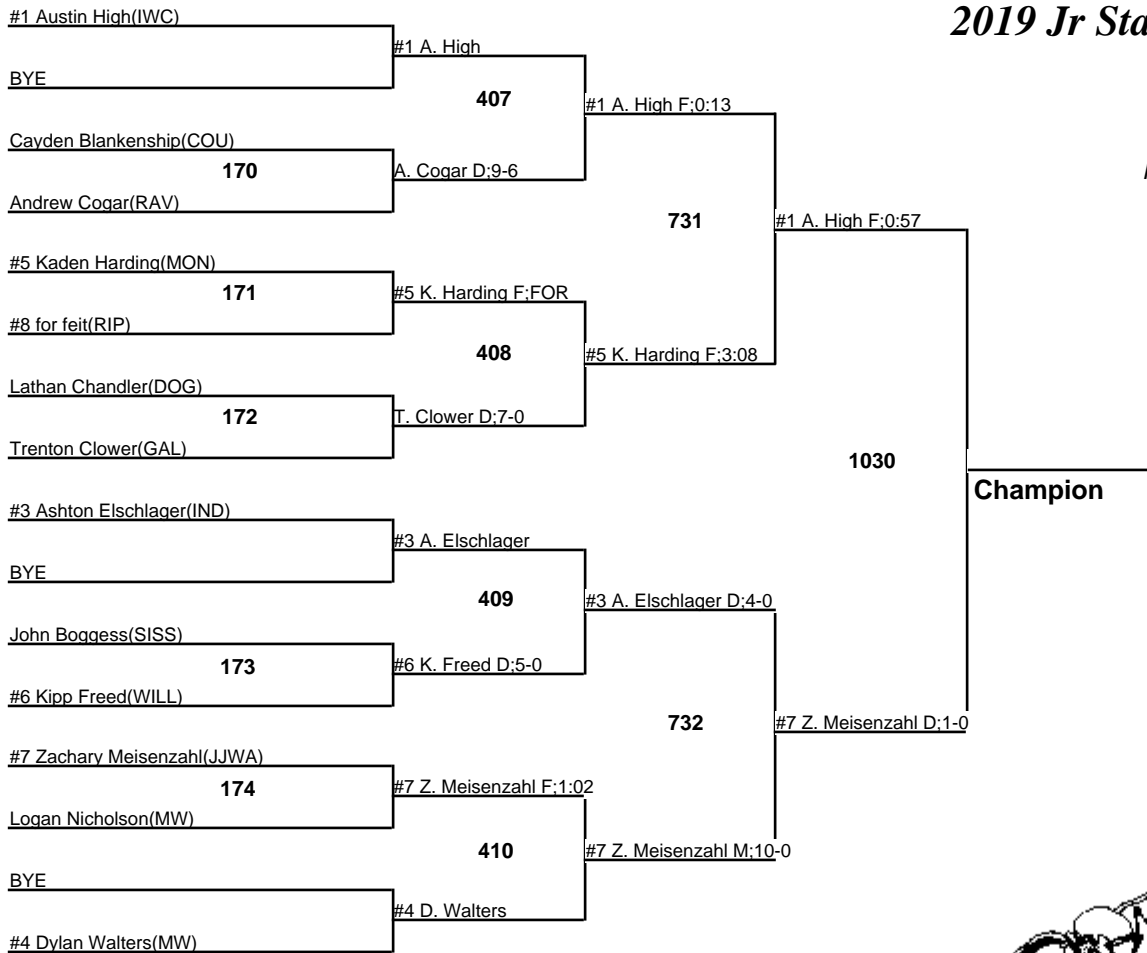 #1 Austin High(IWC)
2019 Jr Sta
#1 A. High
BYE
407
#1 A. High F;0:13
Cayden Blankenship(COU)
170
A. Cogar D;9-6
Andrew Cogar(RAV)
731
#1 A. High F;0:57
#5 Kaden Harding(MON)
171
#5 K. Harding F;FOR
#8 for feit(RIP)
408
#5 K. Harding F;3:08
Lathan Chandler(DOG)
172
T. Clower D;7-0
Trenton Clower(GAL)
1030
Champion
#3 Ashton Elschlager(IND)
#3 A. Elschlager
BYE
409
#3 A. Elschlager D;4-0
John Boggess(SISS)
173
#6 K. Freed D;5-0
#6 Kipp Freed(WILL)
732
#7 Z. Meisenzahl D;1-0
#7 Zachary Meisenzahl(JJWA)
174
#7 Z. Meisenzahl F;1:02
Logan Nicholson(MW)
410
#7 Z. Meisenzahl M;10-0
BYE
#4 D. Walters
#4 Dylan Walters(MW)